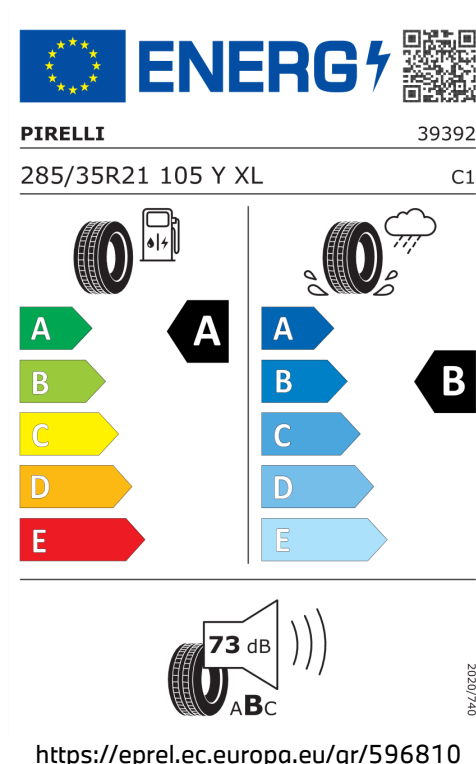 ENERG
PIRELLI 39392
285/35R21 105 Y XL C1
A A A
B B B
C C
D D
E E
73 dB
ABC
2020/740
https://eprel.ec.europa.eu/qr/596810